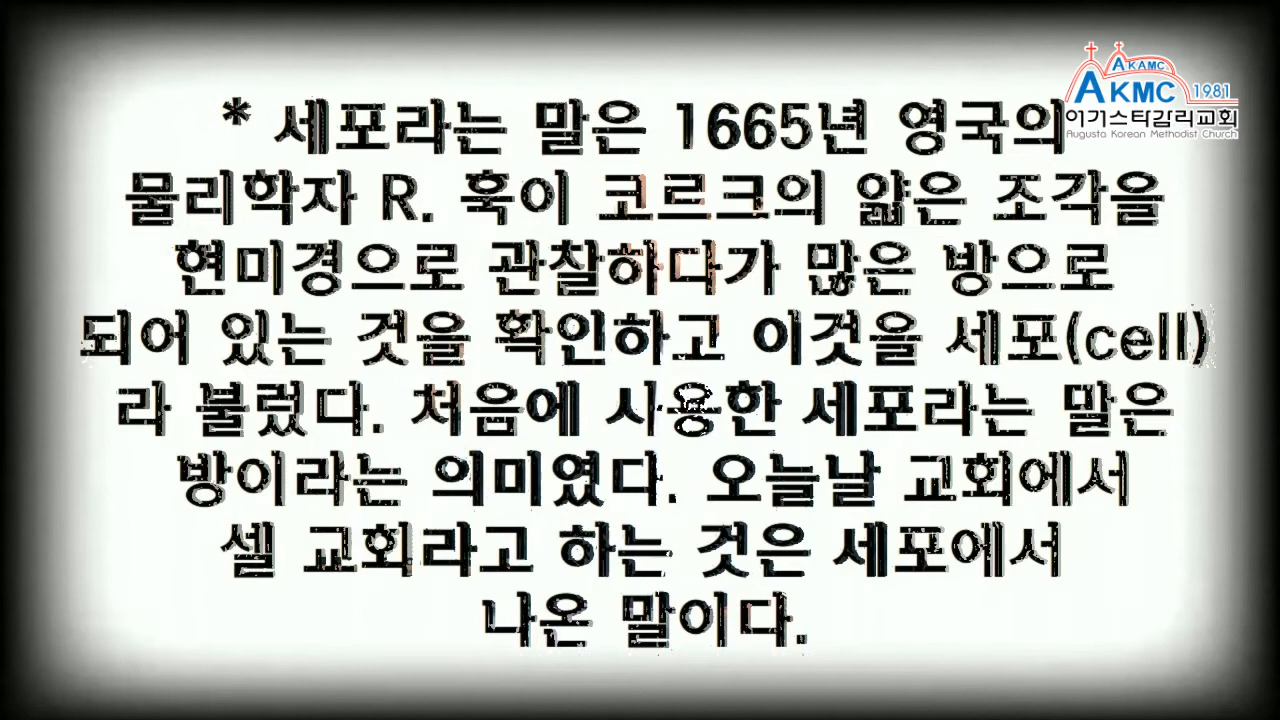 * 세포라는 말은 1665년 영국의
물리학자 R. 훅이 코르크의 얇은 조각을
현미경으로 관찰하다가 많은 방으로
되어 있는 것을 확인하고 이것을 세포(cell)
라 불렀다. 처음에 시용한 세포라는 말은
방이라는 의미였다. 오늘날 교회에서
셀 교회라고 하는 것은 세포에서
나온 말이다.
AKAMC
AKMC 1981
어거스타감리교회
Augusta Korean Methodist Church